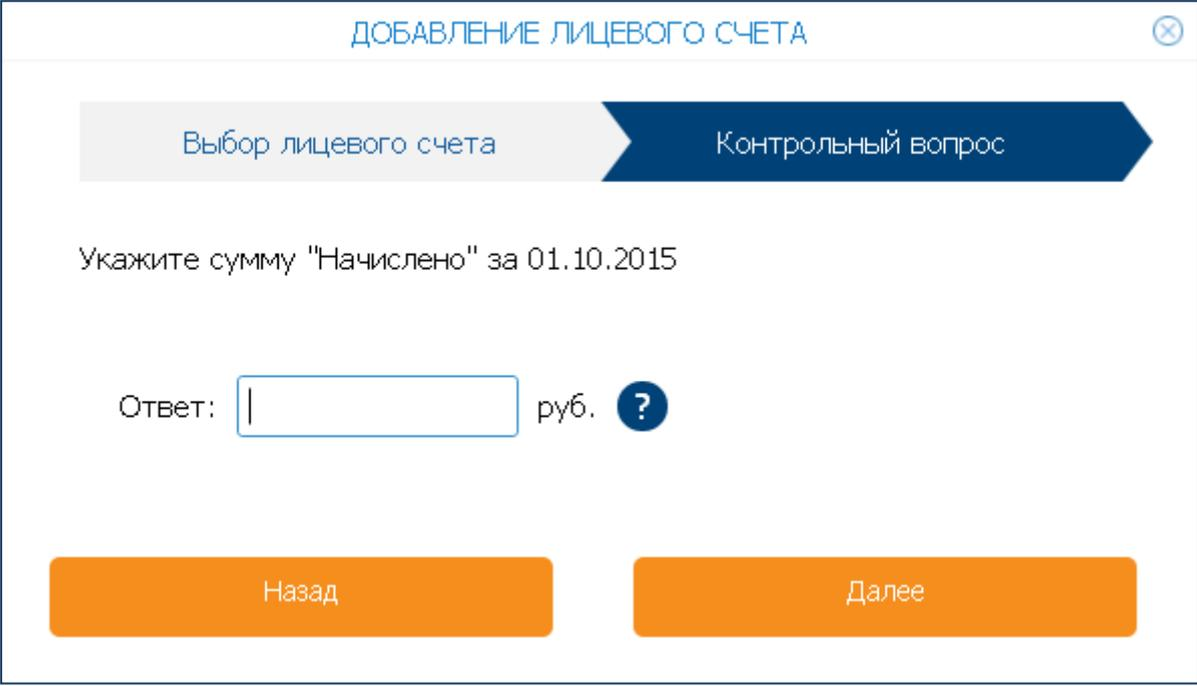 ДОБАВЛЕНИЕ ЛИЦЕВОГО СЧЕТА
Выбор лицевого счета
Контрольный вопрос
Укажите сумму "Начислено" за 01.10.2015
Ответ: руб. ?
Назад
Далее